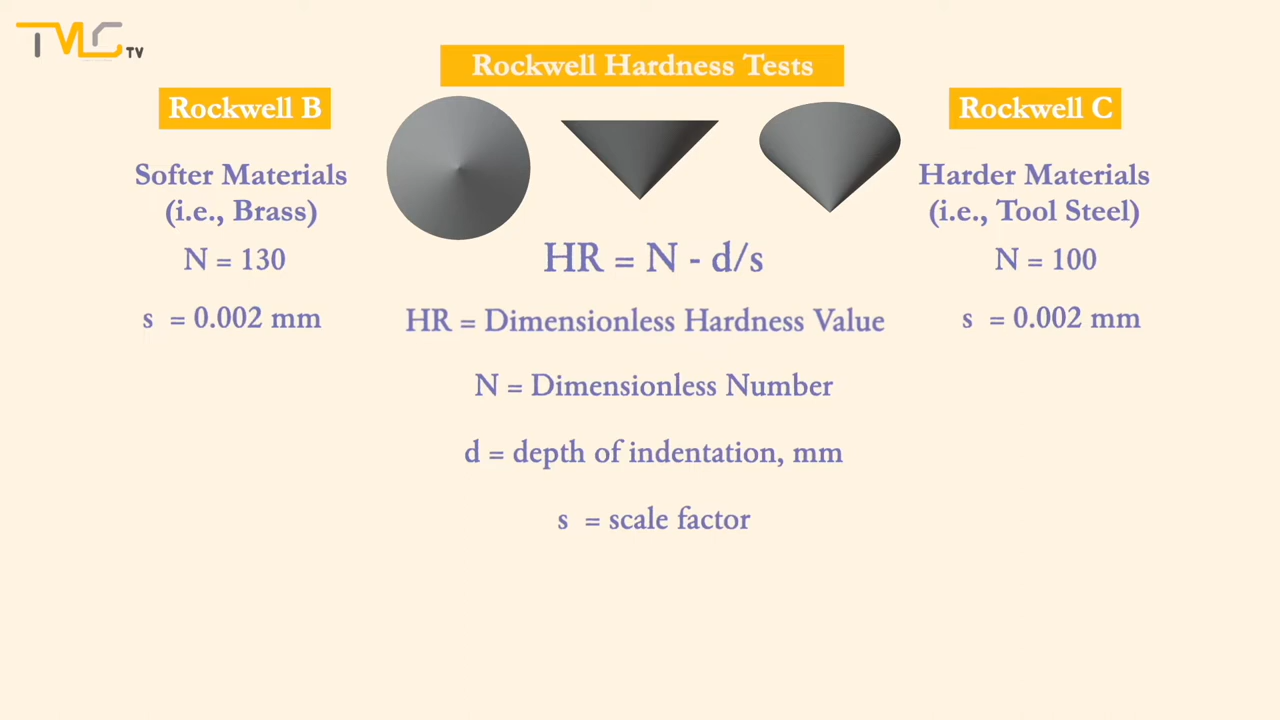 TMC TV
Rockwell Hardness Tests
Rockwell B
Softer Materials
(i.e., Brass)
N = 130
s = 0.002 mm
HR = N - d/s
HR = Dimensionless Hardness Value
N = Dimensionless Number
d = depth of indentation, mm
s = scale factor
Rockwell C
Harder Materials
(i.e., Tool Steel)
N = 100
s = 0.002 mm